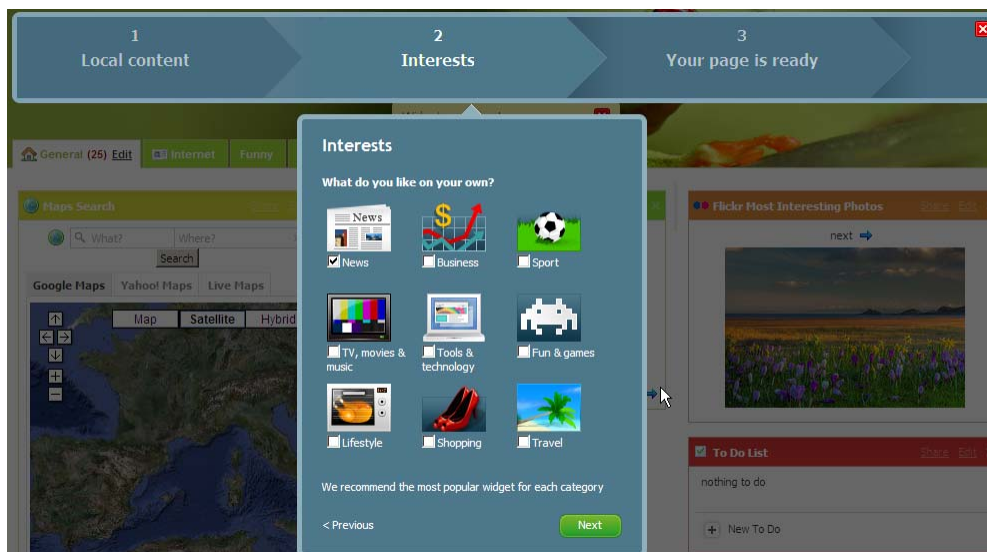 1
Local content
2
Interests
3
Your page is ready
General (25) Edit
Internet
Funny
Maps Search
What?
Where?
Search
Google Maps
Yahoo! Maps
Live Maps
Map
Satellite
Hybrid
Interests
What do you like on your own?
News
News
Business
Sport
TV, movies &
music
Tools &
technology
Fun & games
Lifestyle
Shopping
Travel
We recommend the most popular widget for each category
< Previous
Next
Flickr Most Interesting Photos
Share Edit
next
To Do List
Share Edit
nothing to do
New To Do